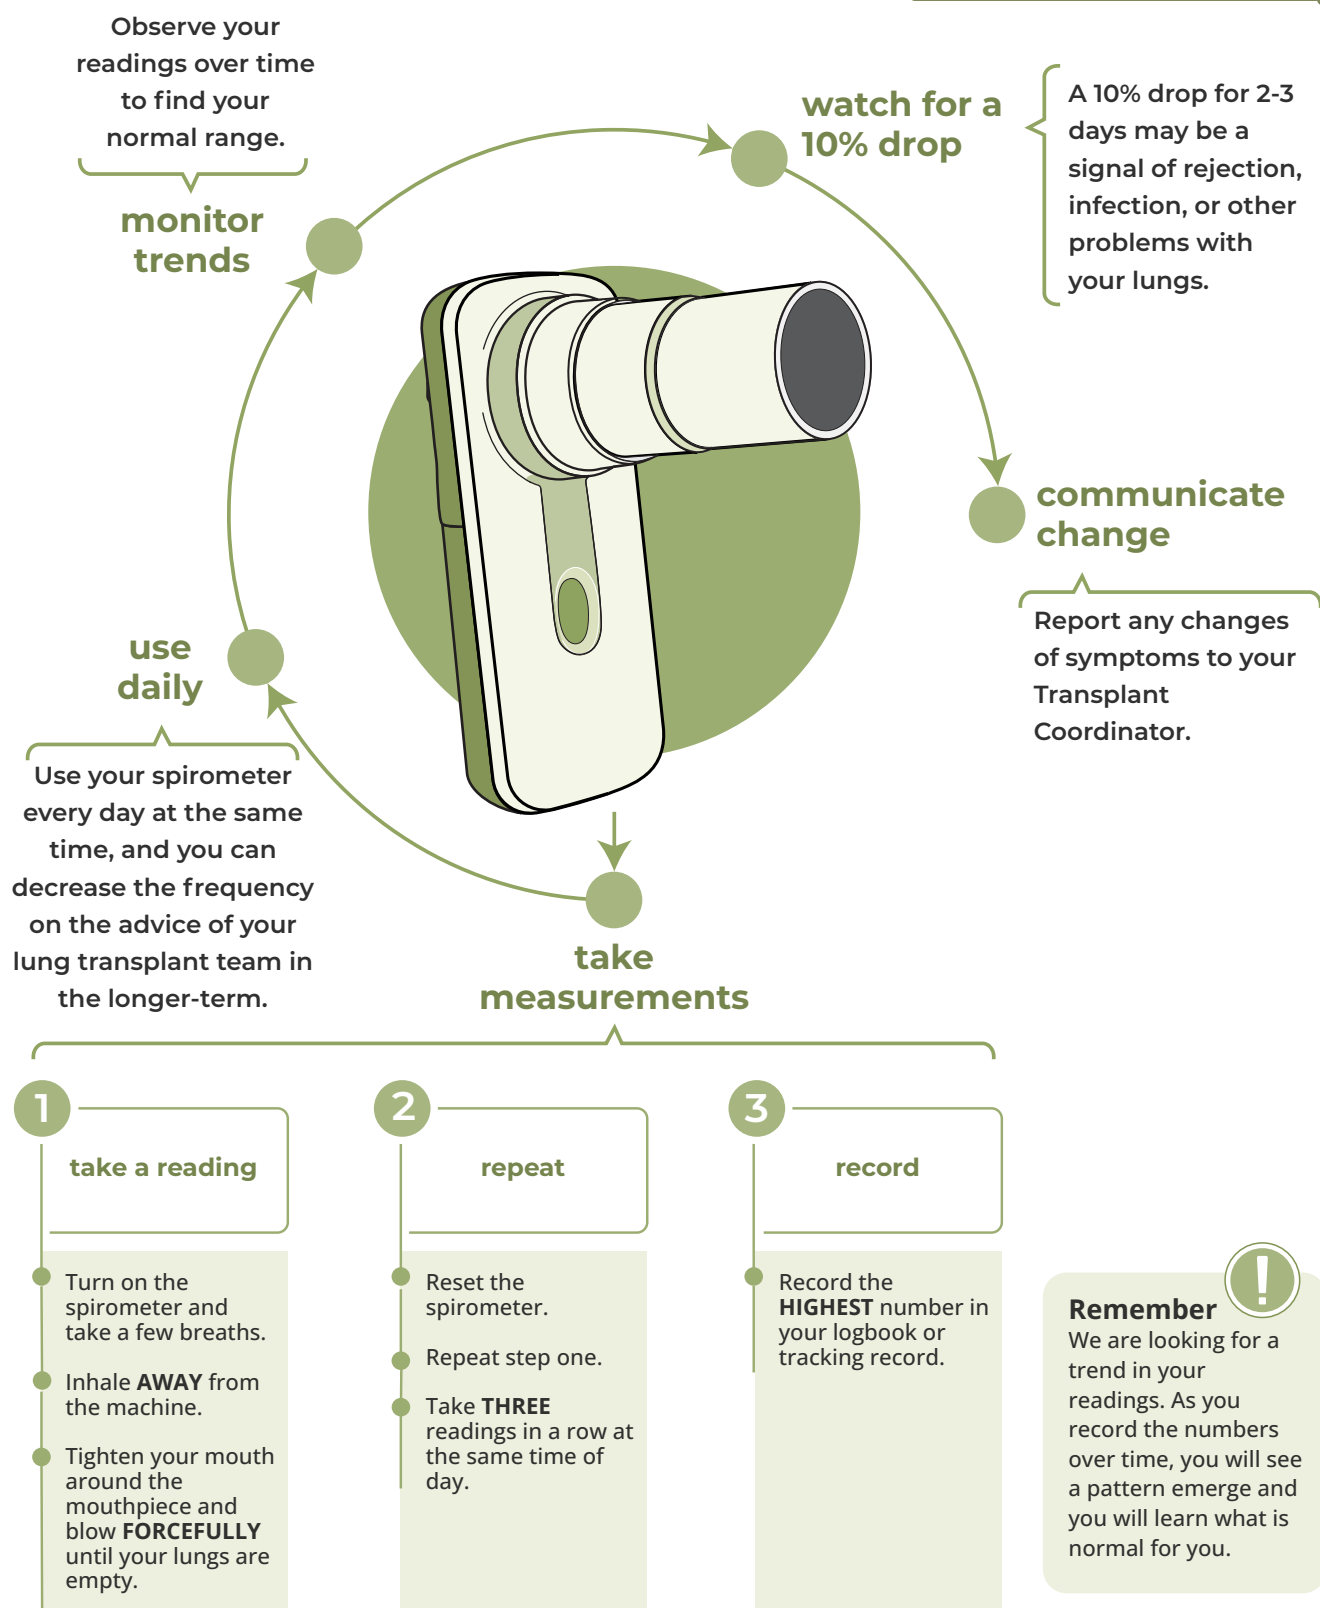 Observe your
readings over time
to find your
normal range.
monitor
trends
watch for a
10% drop
A 10% drop for 2-3
days may be a
signal of rejection,
infection, or other
problems with
your lungs.
communicate
change
Report any changes
of symptoms to your
Transplant
Coordinator.
use
daily
Use your spirometer
every day at the same
time, and you can
decrease the frequency
on the advice of your
lung transplant team in
the longer-term.
take
measurements
1
take a reading
Turn on the
spirometer and
take a few breaths.
Inhale AWAY from
the machine.
Tighten your mouth
around the
mouthpiece and
blow FORCEFULLY
until your lungs are
empty.
2
repeat
Reset the
spirometer.
Repeat step one.
Take THREE
readings in a row at
the same time of
day.
3
record
Record the
HIGHEST number in
your logbook or
tracking record.
!
Remember
We are looking for a
trend in your
readings. As you
record the numbers
over time, you will see
a pattern emerge and
you will learn what is
normal for you.